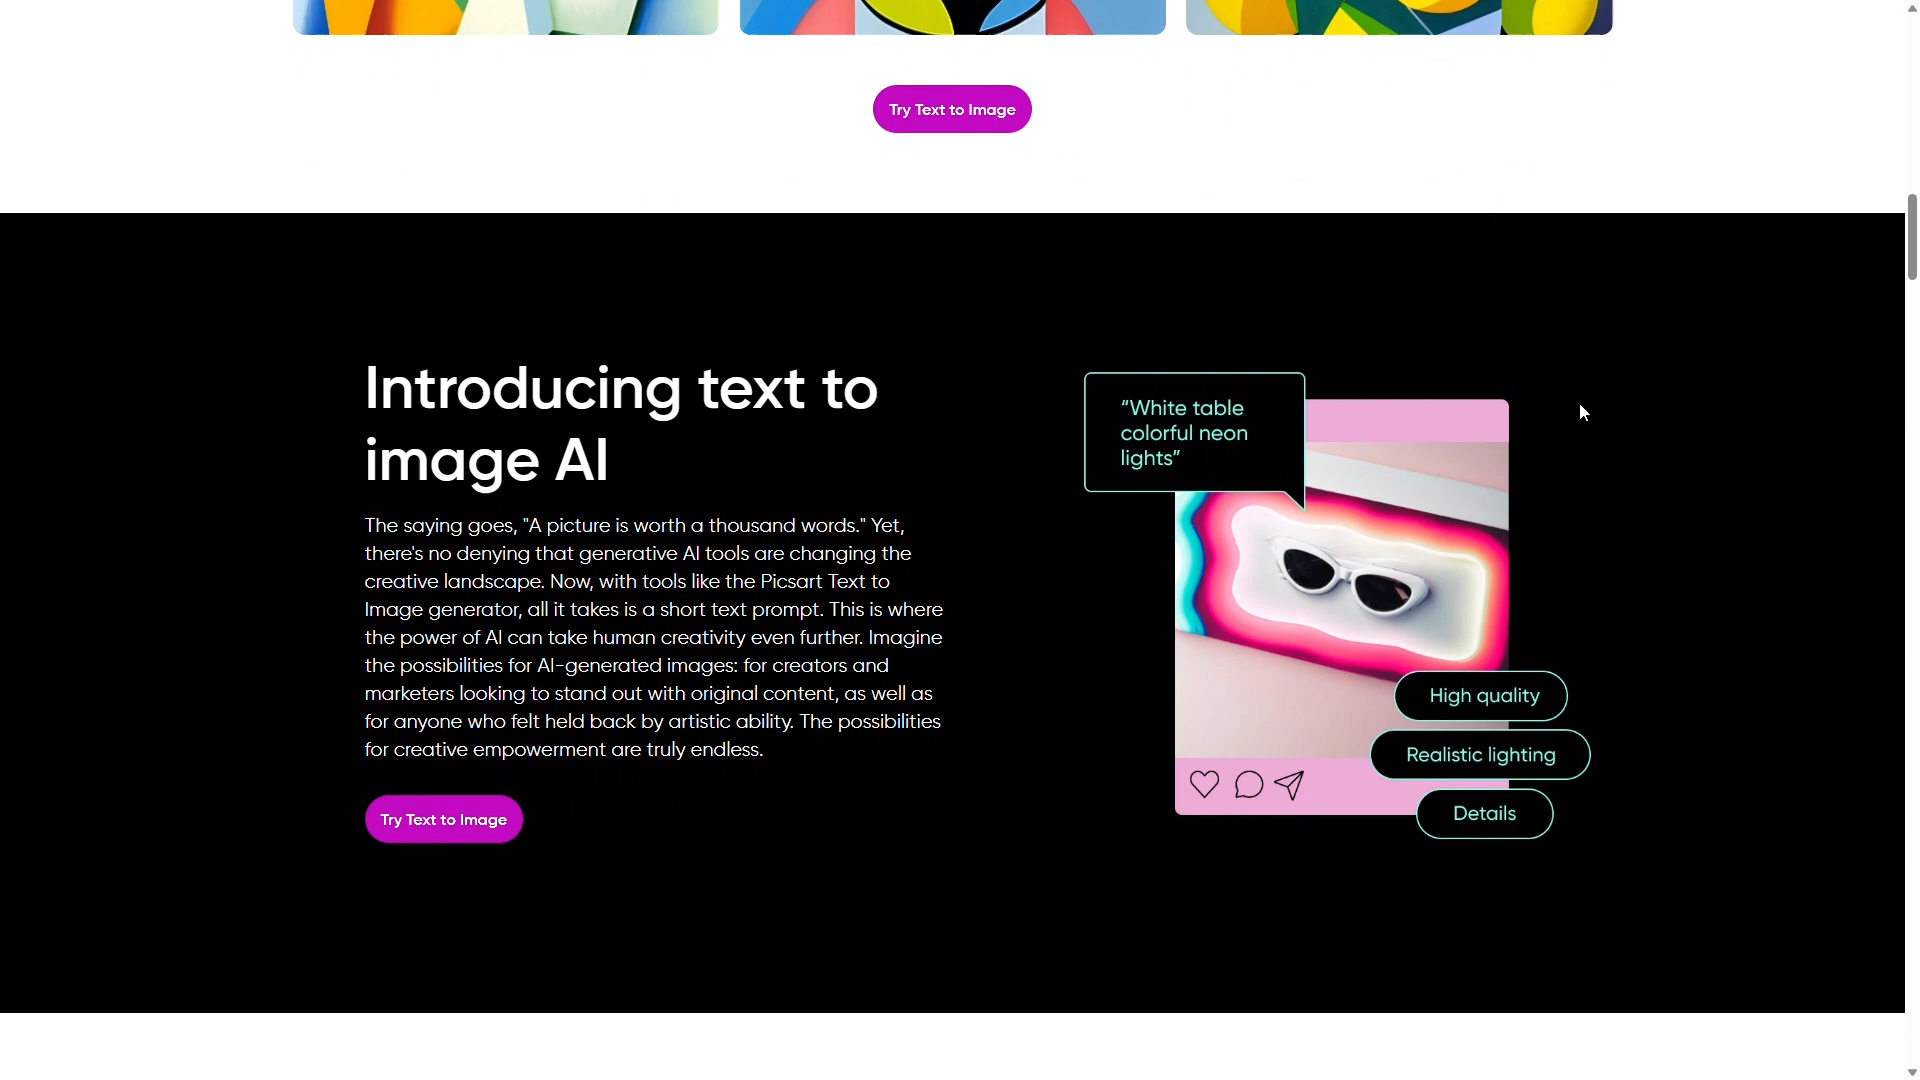 Try Text to Image
Introducing text to
image AI
The saying goes, "A picture is worth a thousand words." Yet,
there's no denying that generative AI tools are changing the
creative landscape. Now, with tools like the Picsart Text to
Image generator, all it takes is a short text prompt. This is where
the power of AI can take human creativity even further. Imagine
the possibilities for AI-generated images: for creators and
marketers looking to stand out with original content, as well as
for anyone who felt held back by artistic ability. The possibilities
for creative empowerment are truly endless.
Try Text to Image
“White table
colorful neon
lights”
High quality
Realistic lighting
Details